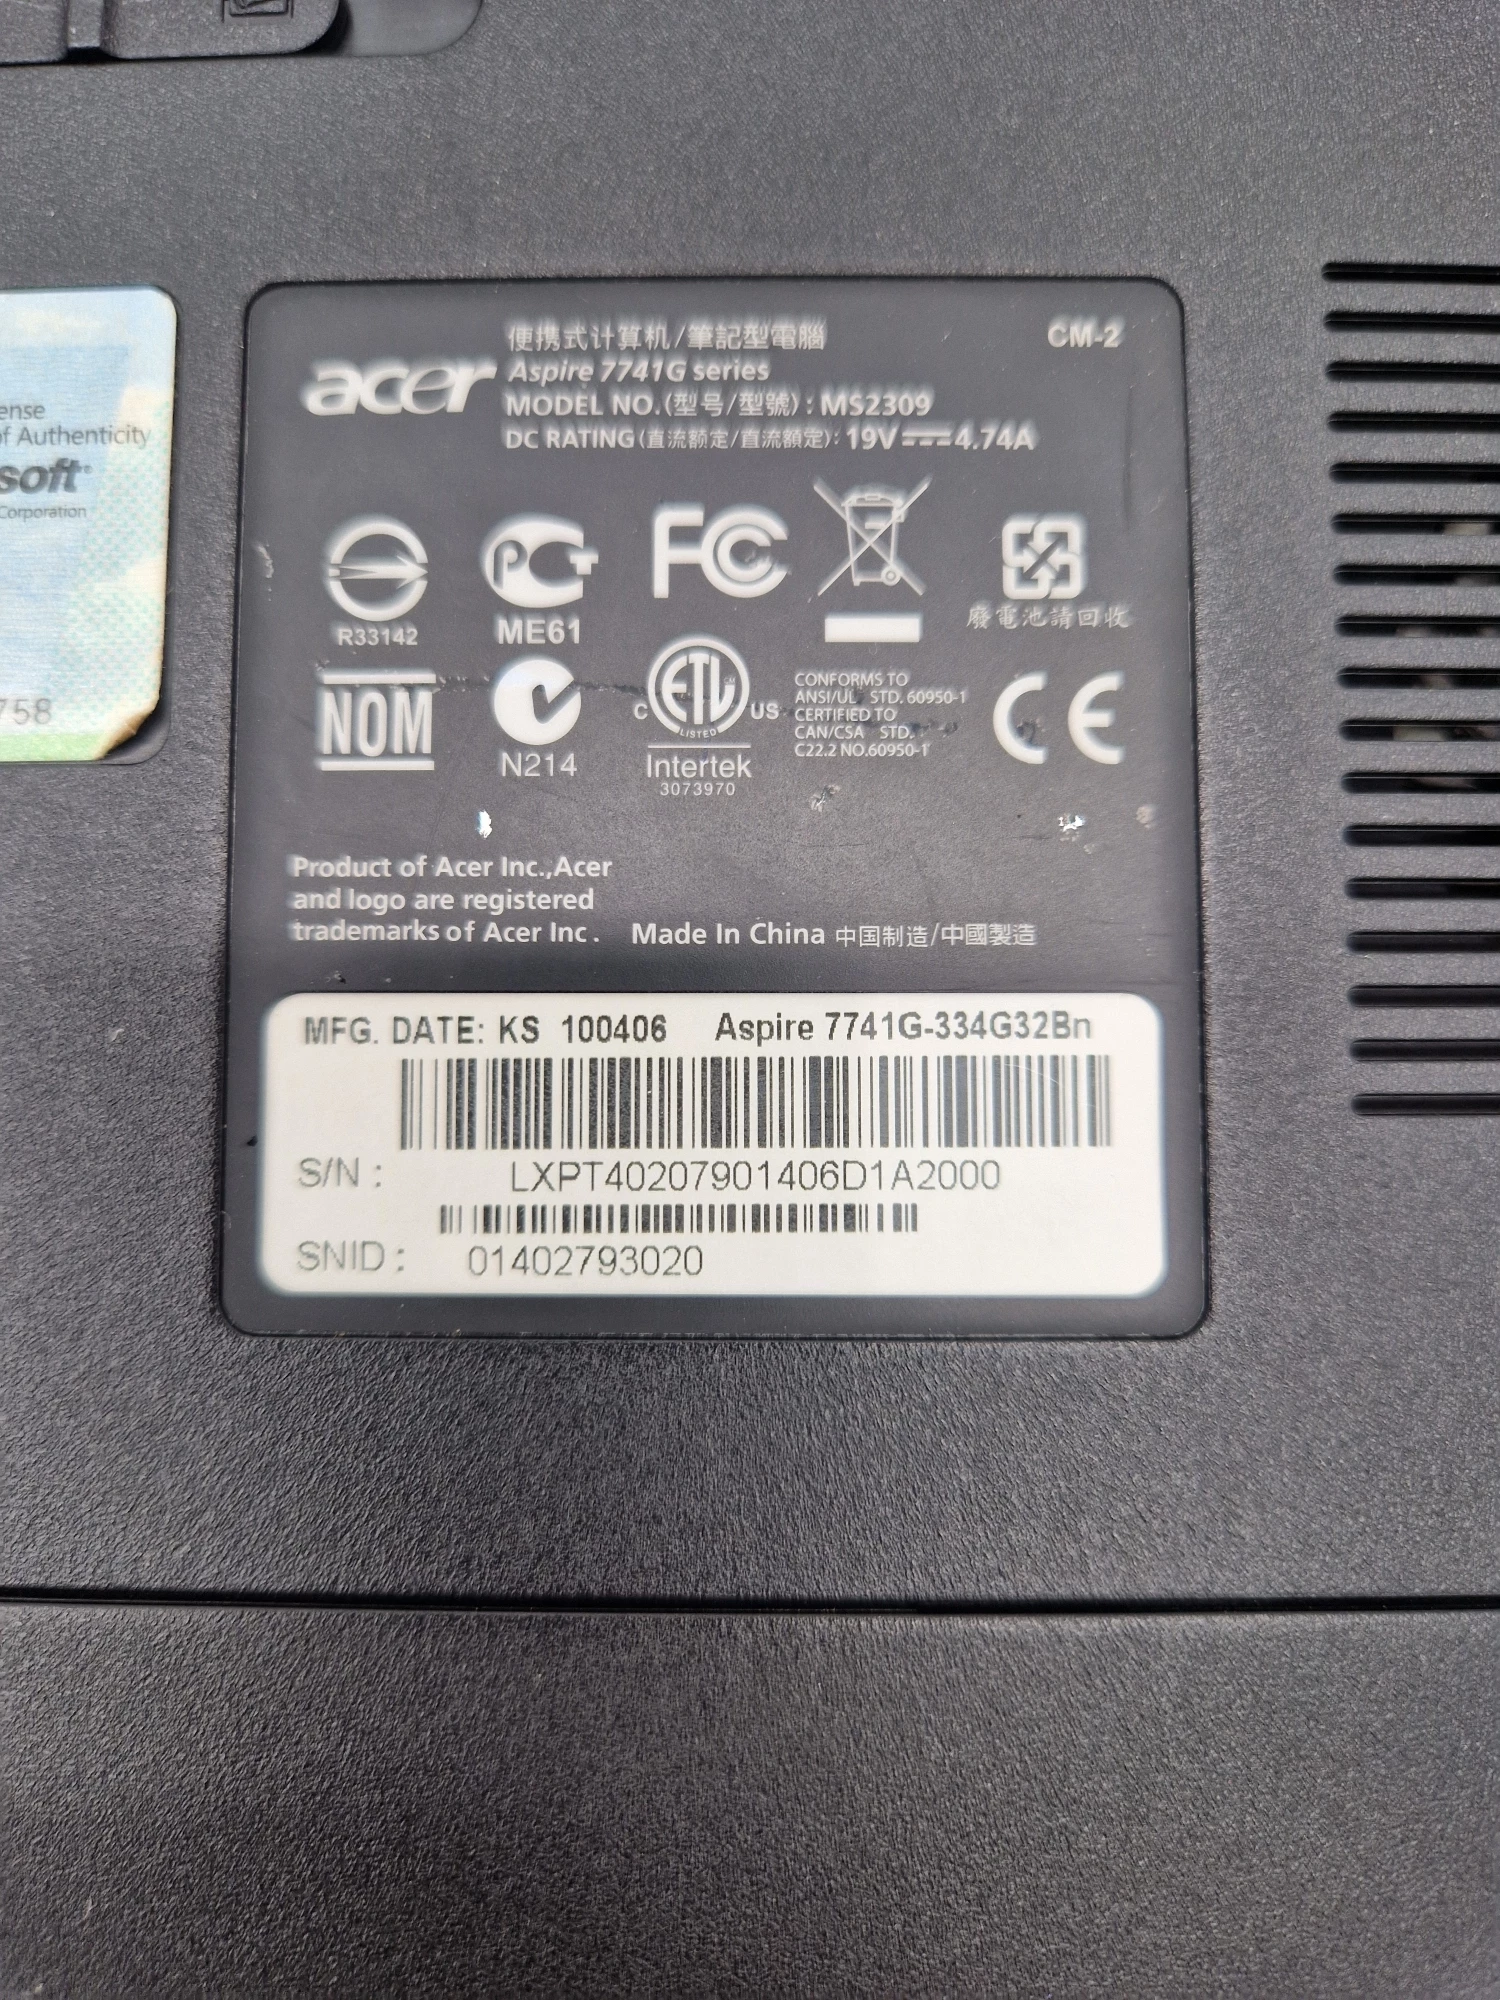 ense
of Authenticity
soft
Corporation
758
便携式计算机/筆記型電腦
CM-2
acer
Aspire 7741G series
MODEL NO.(型号/型號): MS2309
DC RATING(直流额定/直流額定): 19V⎓4.74A
R33142
PC
ME61
FC
廢電池請回收
NOM
N214
C ETL US
LISTED
Intertek
3073970
CONFORMS TO
ANSI/UL STD. 60950-1
CERTIFIED TO
CAN/CSA STD.
C22.2 NO.60950-1
CE
Product of Acer Inc.,Acer
and logo are registered
trademarks of Acer Inc. Made In China 中国制造/中國製造
MFG. DATE: KS 100406 Aspire 7741G-334G32Bn
S/N : LXPT40207901406D1A2000
SNID : 01402793020